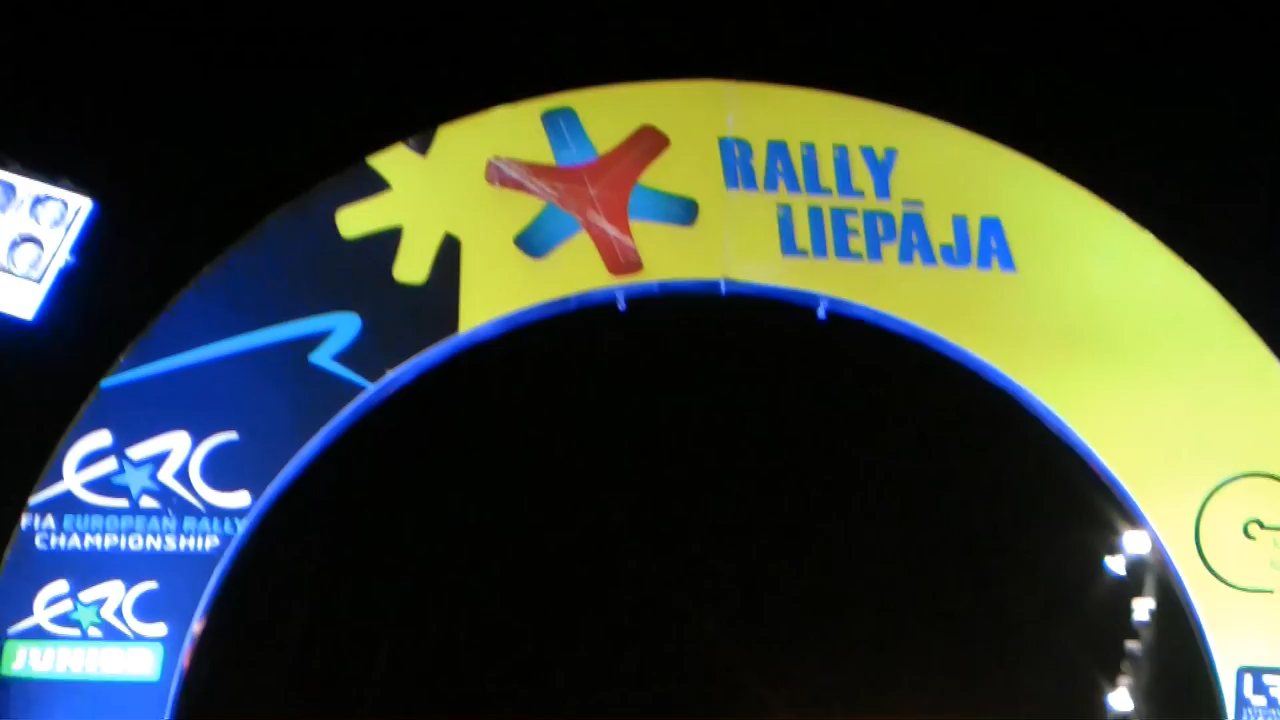 RALLY
LIEPĀJA
ERC
FIA EUROPEAN RALLY
CHAMPIONSHIP
ERC
JUNIOR